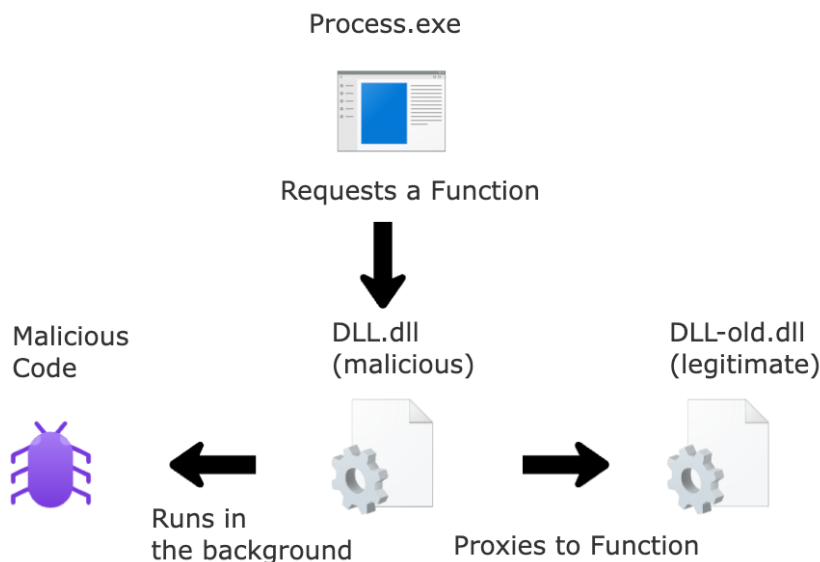 Process.exe
Requests a Function
Malicious
Code
DLL.dll
(malicious)
DLL-old.dll
(legitimate)
Runs in
the background
Proxies to Function